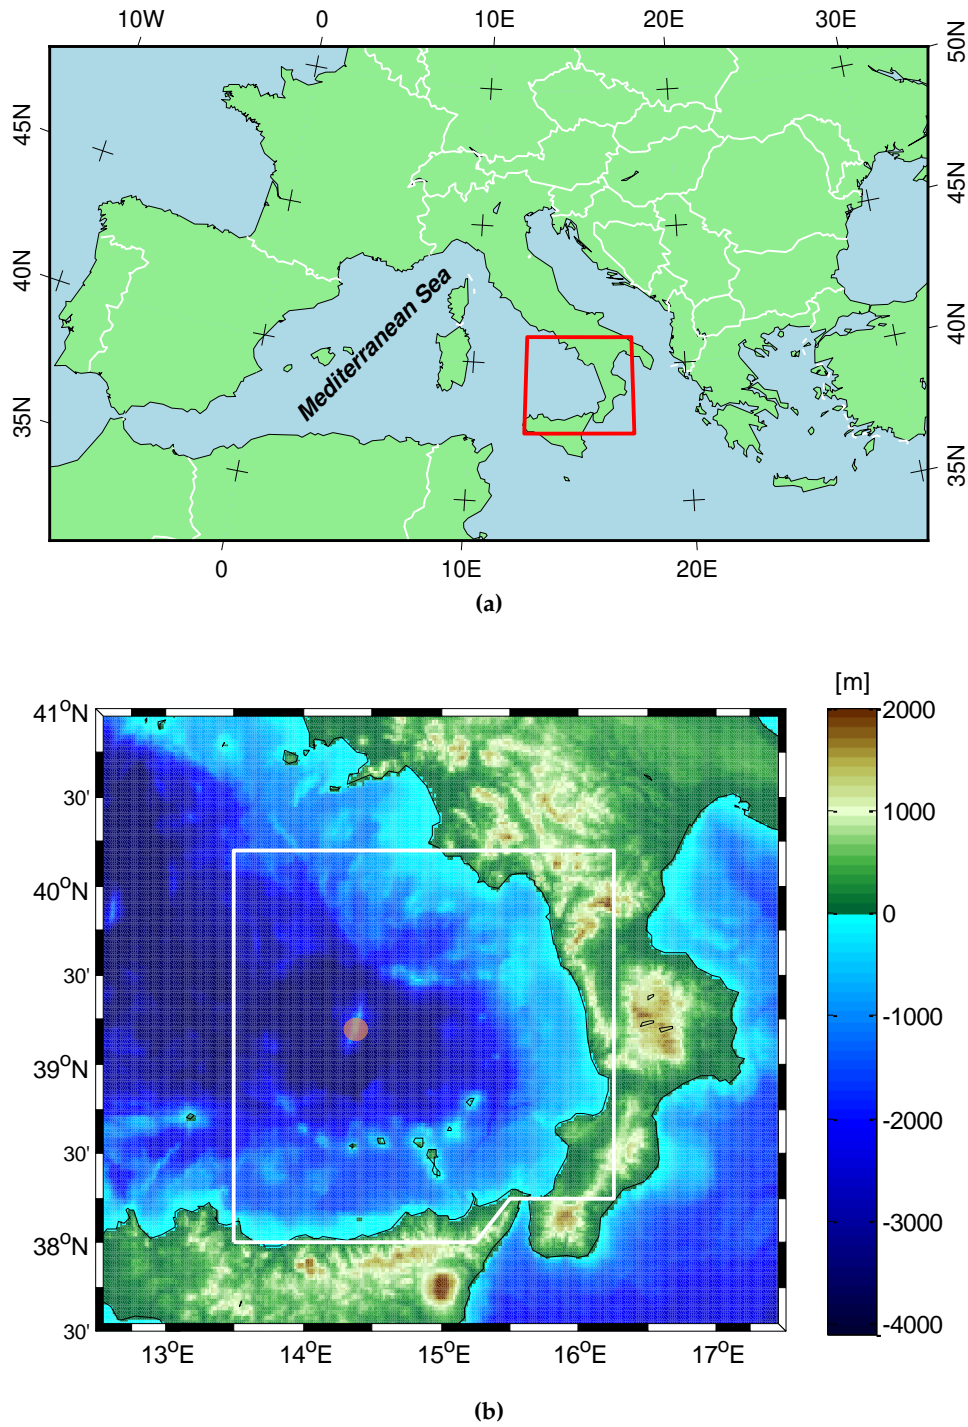 10W 0 10E 20E 30E
50N
45N
45N
40N
40N
35N
35N
Mediterranean Sea
0 10E 20E
(a)
[m]
41°N
30'
40°N
30'
39°N
30'
38°N
30'
13°E 14°E 15°E 16°E 17°E
2000
1000
0
-1000
-2000
-3000
-4000
(b)